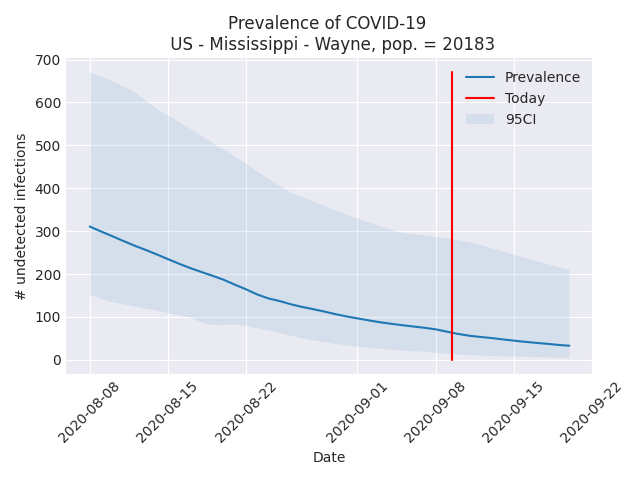 Prevalence of COVID-19
US - Mississippi - Wayne, pop. = 20183
700
600
500
400
300
200
100
0
# undetected infections
Prevalence
Today
95CI
2020-08-08
2020-08-15
2020-08-22
2020-09-01
2020-09-08
2020-09-15
2020-09-22
Date